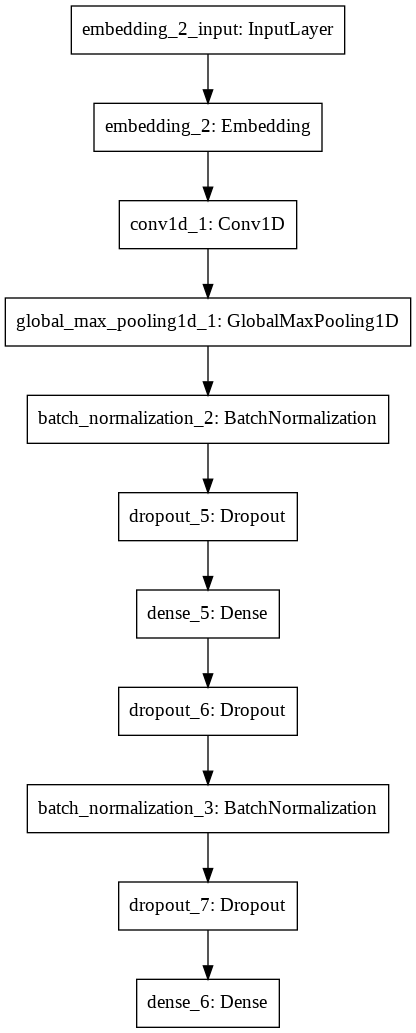 embedding_2_input: InputLayer
embedding_2: Embedding
conv1d_1: Conv1D
global_max_pooling1d_1: GlobalMaxPooling1D
batch_normalization_2: BatchNormalization
dropout_5: Dropout
dense_5: Dense
dropout_6: Dropout
batch_normalization_3: BatchNormalization
dropout_7: Dropout
dense_6: Dense